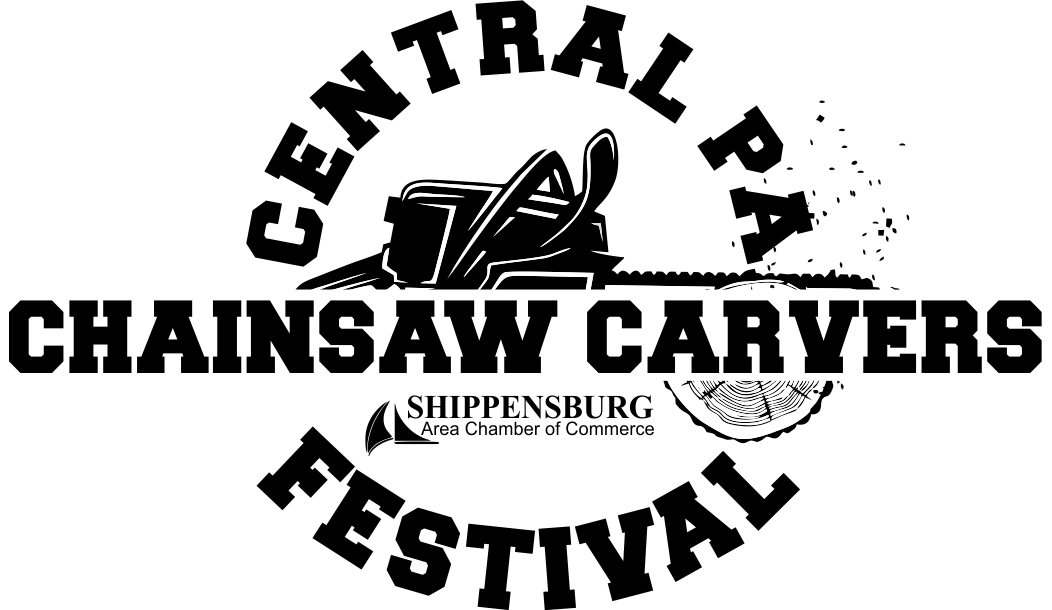 CENTRAL PA
CHAINSAW CARVERS
SHIPPENSBURG
Area Chamber of Commerce
FESTIVAL